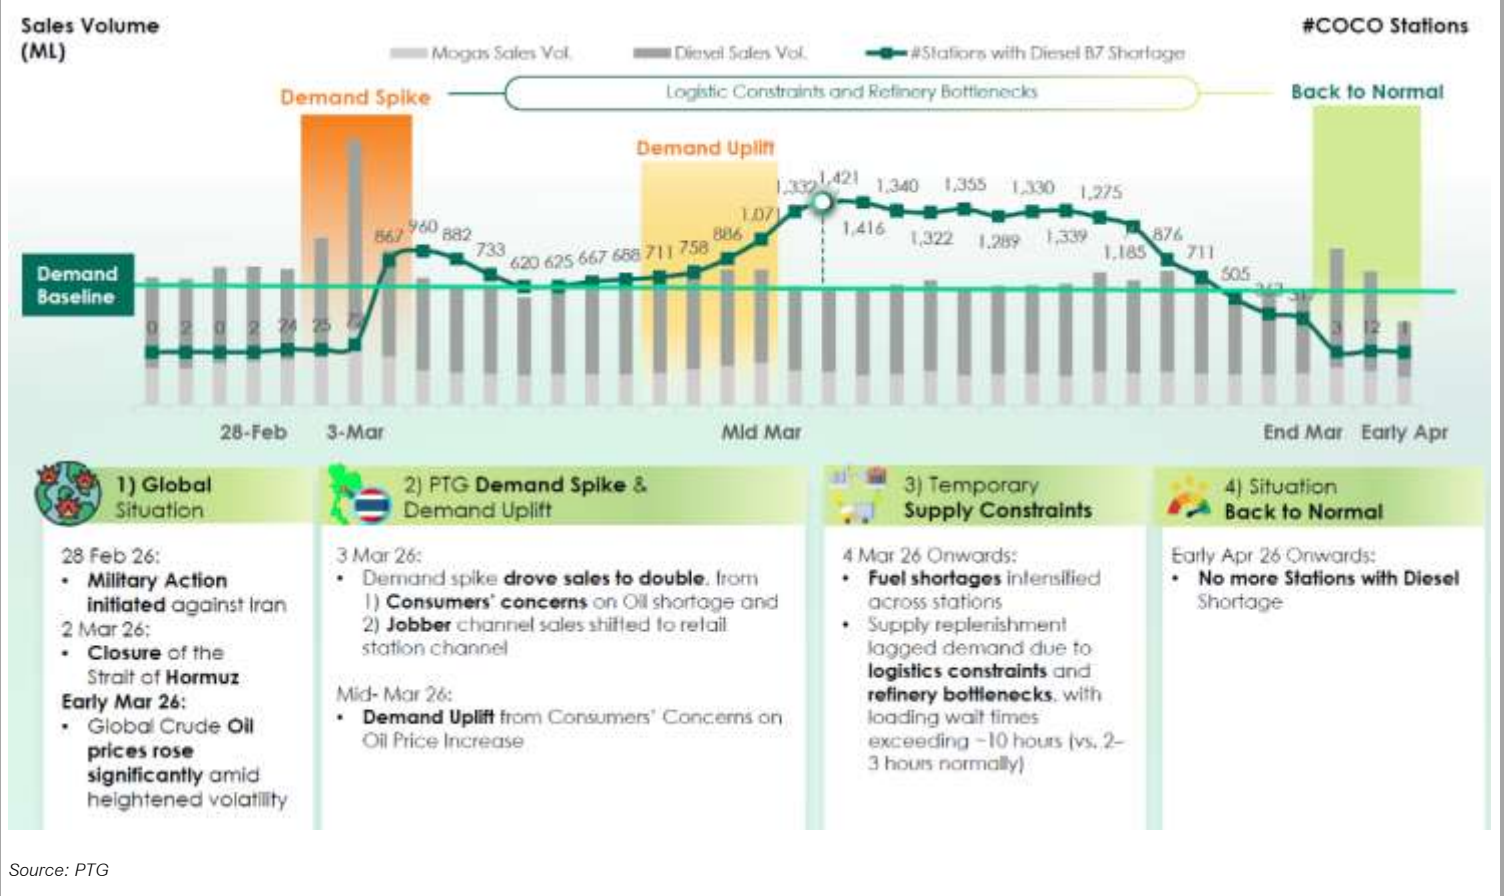 Sales Volume
(ML)
#COCO Stations
Mogas Sales Vol.
Diesel Sales Vol.
#Stations with Diesel B7 Shortage
Demand Spike
Logistic Constraints and Refinery Bottlenecks
Back to Normal
Demand Uplift
Demand
Baseline
0
2
0
2
24
25
867
960
882
733
620
625
667
688
711
758
886
1,071
1,332
1,421
1,416
1,340
1,322
1,355
1,289
1,330
1,339
1,275
1,185
876
711
505
3
12
1
28-Feb
3-Mar
Mid Mar
End Mar
Early Apr
1) Global
Situation
28 Feb 26:
• Military Action
initiated against Iran
2 Mar 26:
• Closure of the
Strait of Hormuz
Early Mar 26:
• Global Crude Oil
prices rose
significantly amid
heightened volatility
2) PTG Demand Spike &
Demand Uplift
3 Mar 26:
• Demand spike drove sales to double, from
1) Consumers' concerns on Oil shortage and
2) Jobber channel sales shifted to retail
station channel
Mid- Mar 26:
• Demand Uplift from Consumers' Concerns on
Oil Price Increase
3) Temporary
Supply Constraints
4 Mar 26 Onwards:
• Fuel shortages intensified
across stations
• Supply replenishment
lagged demand due to
logistics constraints and
refinery bottlenecks, with
loading wait times
exceeding ~10 hours (vs. 2–
3 hours normally)
4) Situation
Back to Normal
Early Apr 26 Onwards:
• No more Stations with Diesel
Shortage
Source: PTG